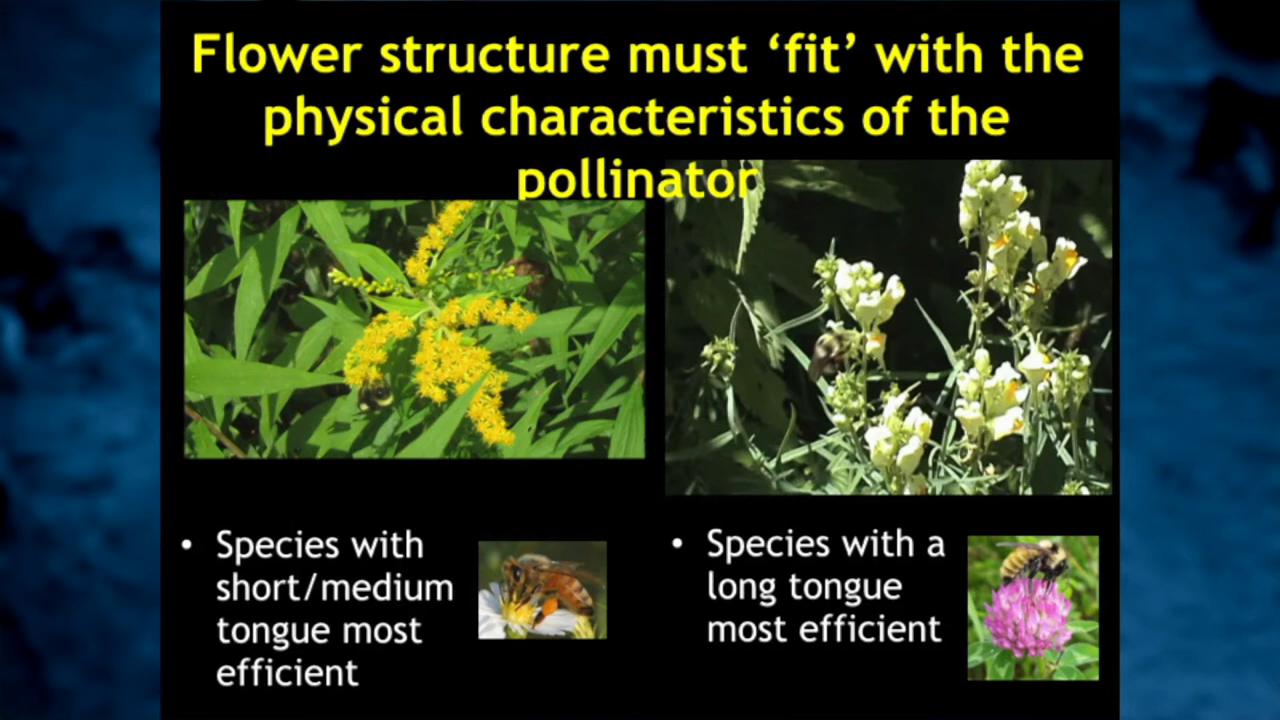 Flower structure must ‘fit’ with the
physical characteristics of the
pollinator
• Species with
short/medium
tongue most
efficient
• Species with a
long tongue
most efficient